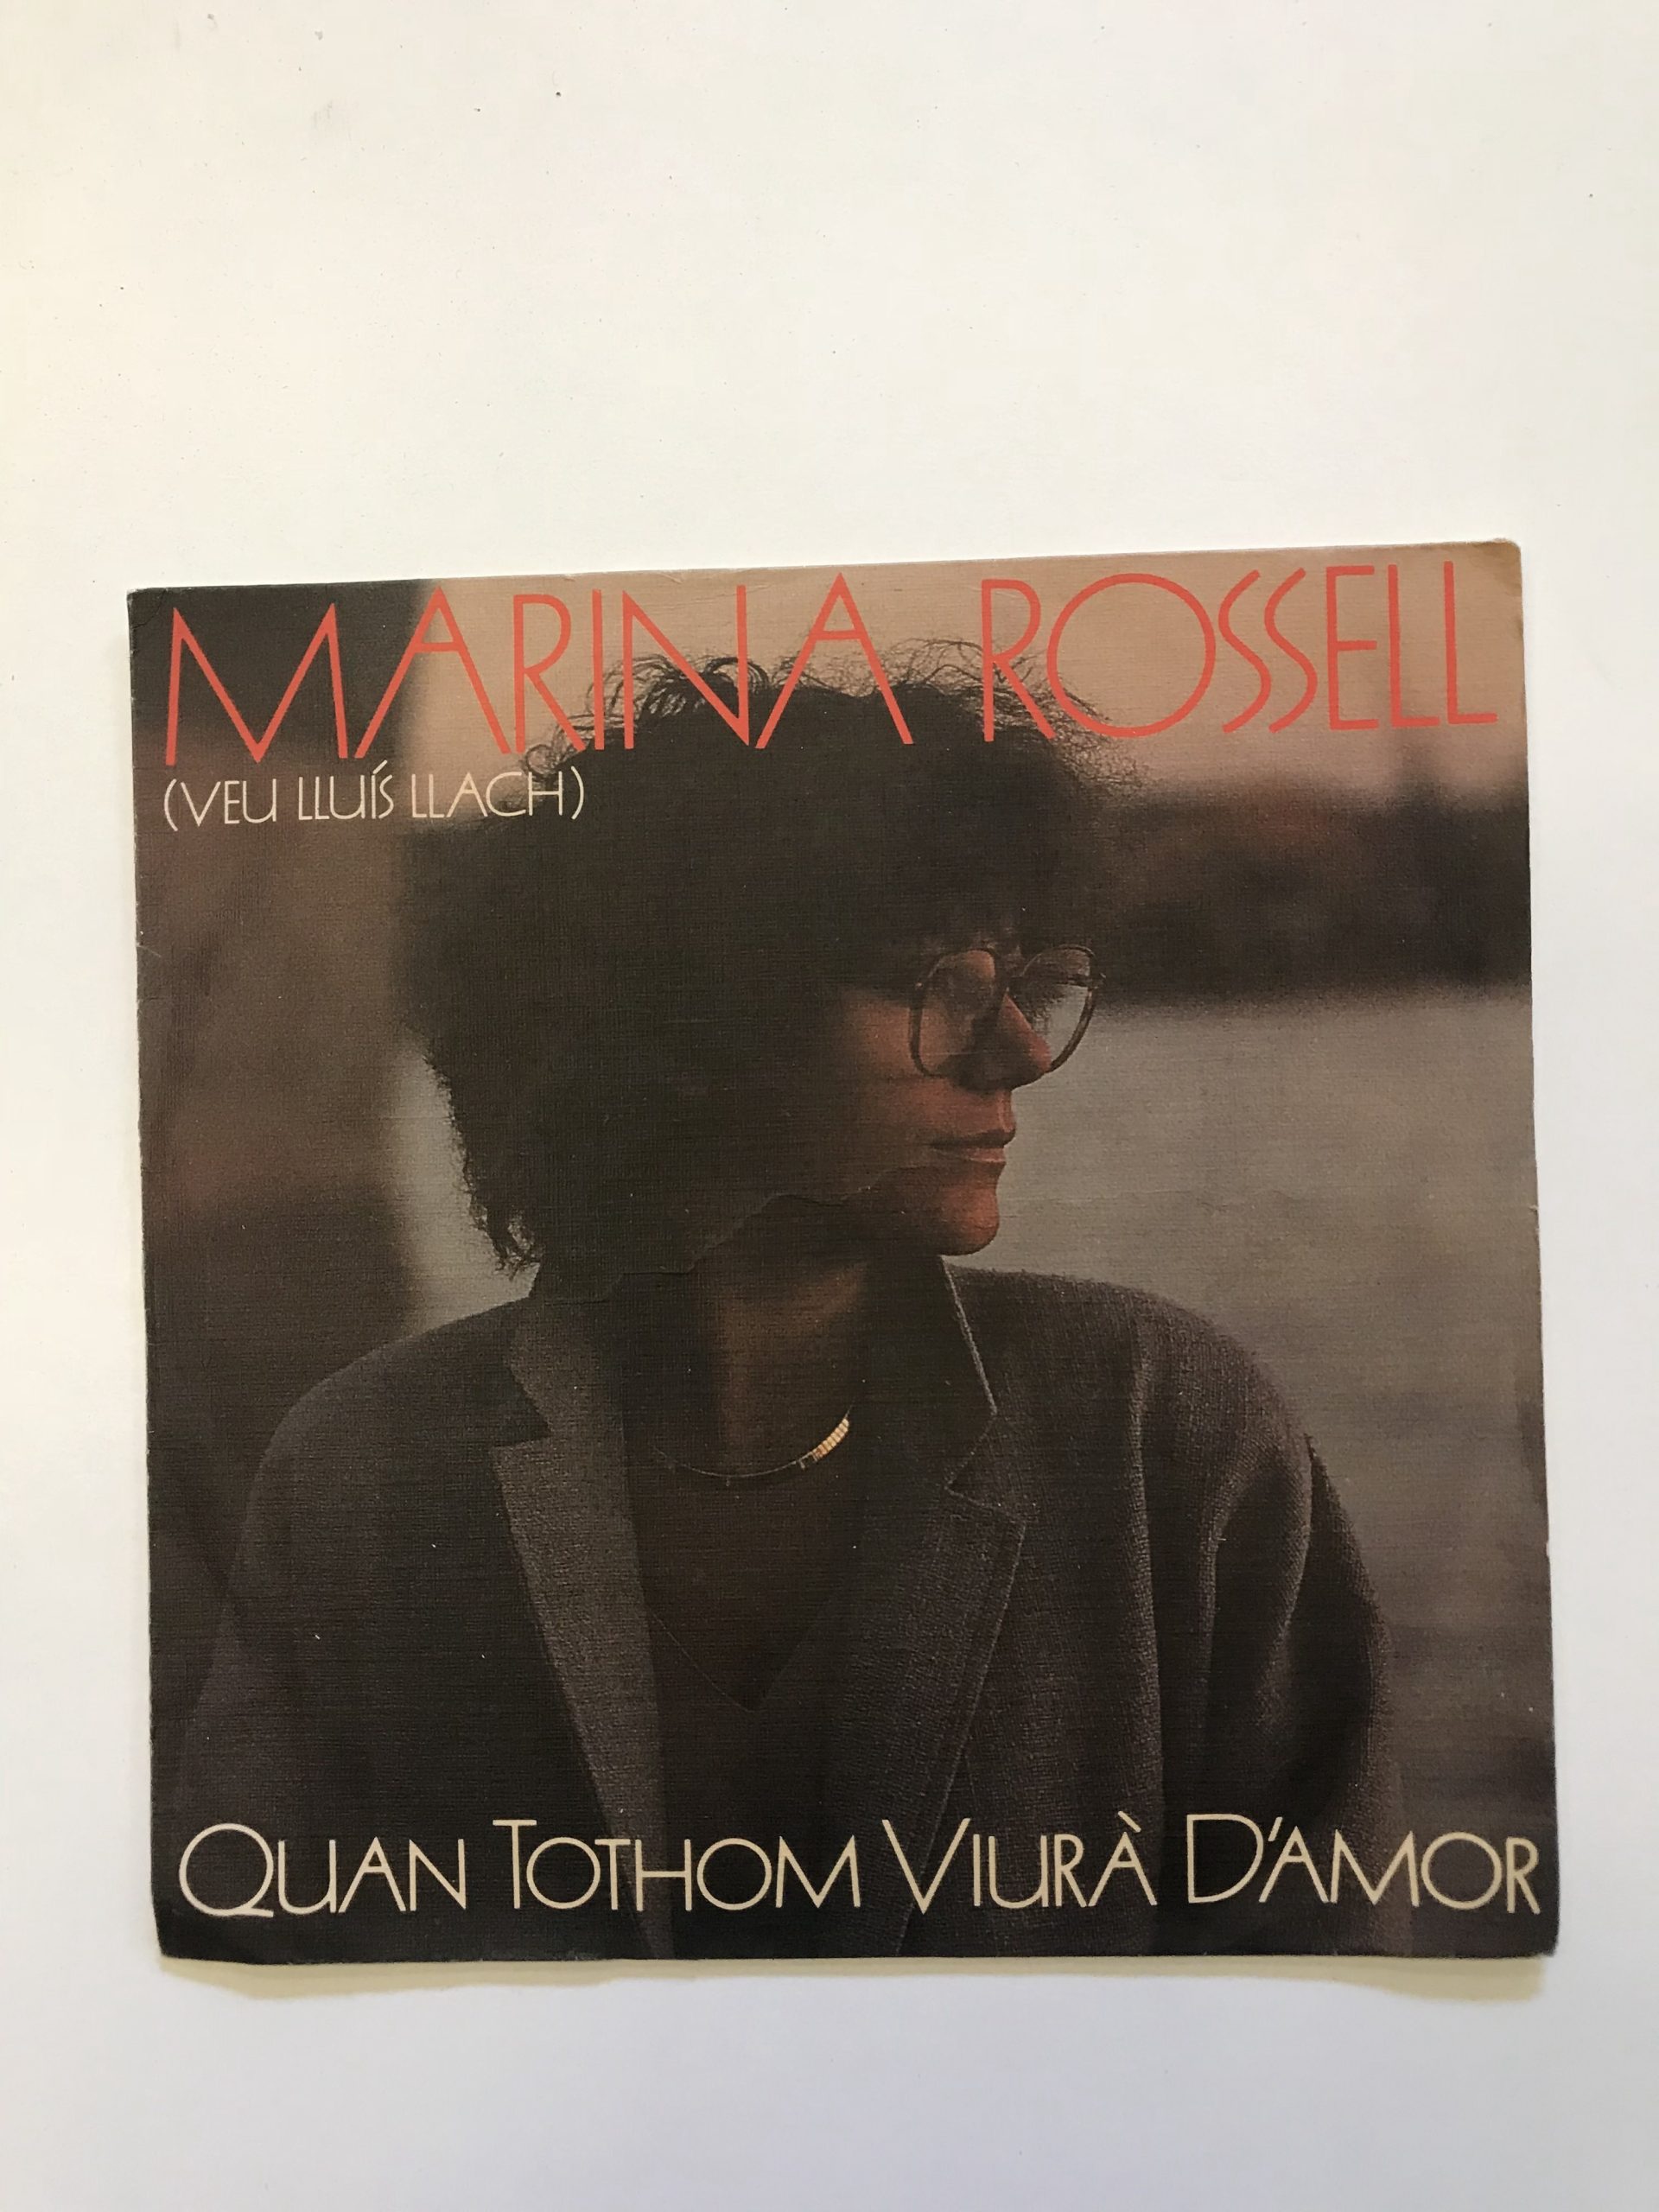 MARINA ROSSELL
(VEU LLUÍS LLACH)
QUAN TOTHOM VIURÀ D'AMOR